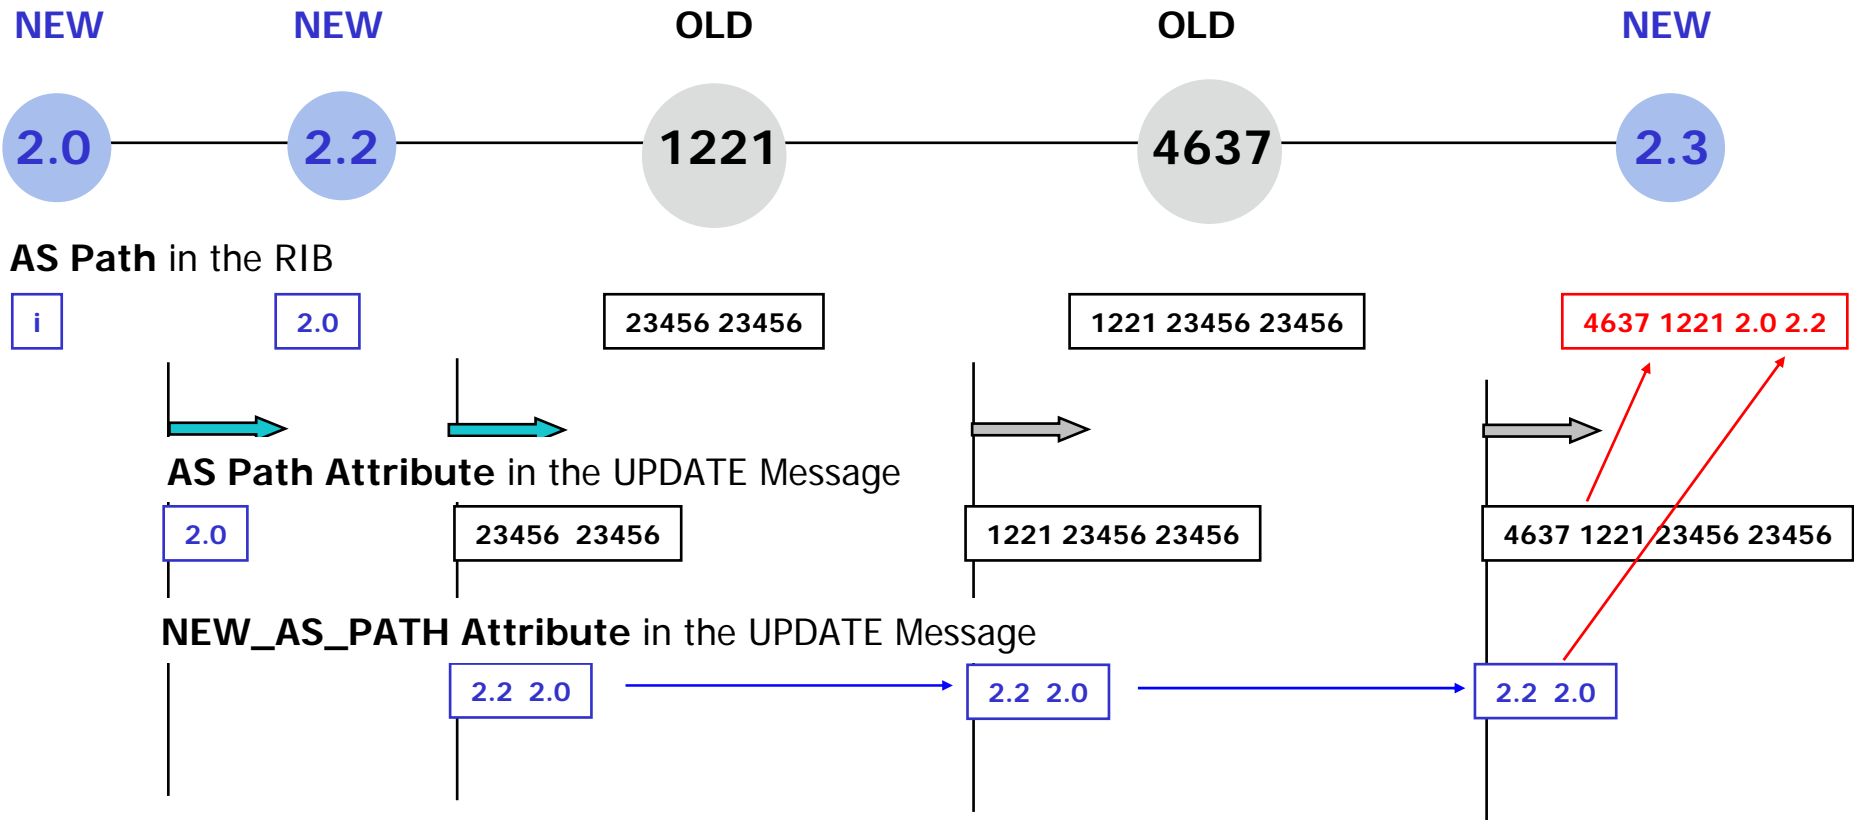 NEW NEW OLD OLD NEW
2.0 2.2 1221 4637 2.3
AS Path in the RIB
i 2.0 23456 23456 1221 23456 23456 4637 1221 2.0 2.2
AS Path Attribute in the UPDATE Message
2.0 23456 23456 1221 23456 23456 4637 1221 23456 23456
NEW_AS_PATH Attribute in the UPDATE Message
2.2 2.0 2.2 2.0 2.2 2.0